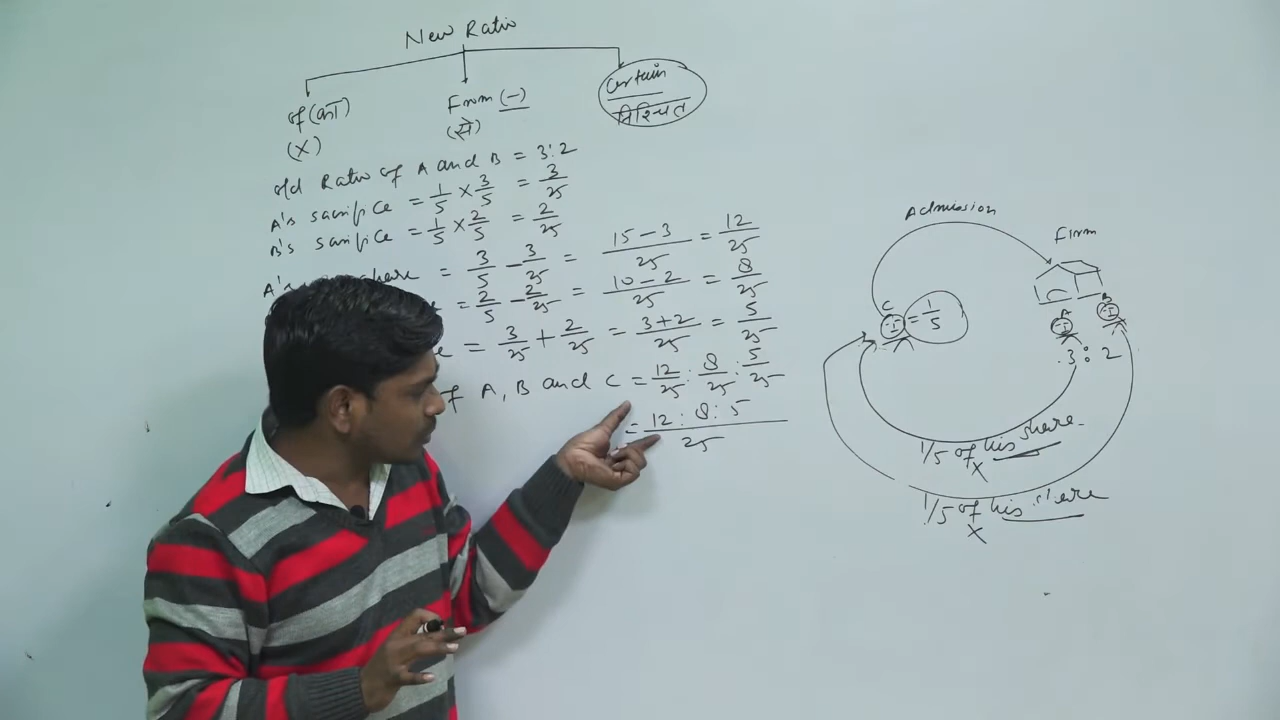 New Ratio
of (का)
(X)
From (-)
(से)
Certain
निश्चित
old Ratio of A and B = 3:2
A's sacrifice = 1/5 × 3/5 = 3/25
B's sacrifice = 1/5 × 2/5 = 2/25
A's share = 3/5 - 3/25 = 15-3/25 = 12/25
= 2/5 - 2/25 = 10-2/25 = 8/25
= 3/25 + 2/25 = 3+2/25 = 5/25
of A, B and C = 12/25 : 8/25 : 5/25
= 12 : 8 : 5/25
Admission
Firm
C
= 1/5
A
B
3 : 2
1/5 of his share
X
1/5 of his share
X